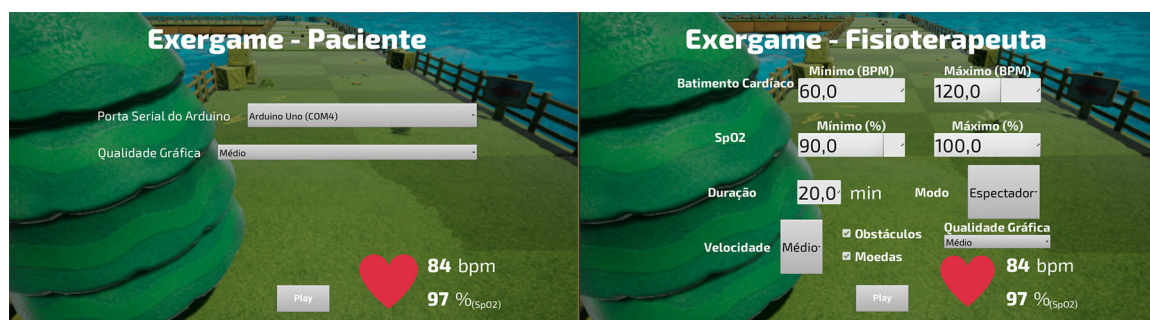 Exergame - Paciente
Porta Serial do Arduino Arduino Uno (COM4)
Qualidade Gráfica Médio
84 bpm
Play
97 %(SpO2)
Exergame - Fisioterapeuta
Mínimo (BPM) Máximo (BPM)
Batimento Cardíaco 60,0 120,0
Mínimo (%) Máximo (%)
SpO2 90,0 100,0
Duração 20,0 min Modo Espectador
Velocidade Médio
Obstáculos
Moedas
Qualidade Gráfica
Médio
84 bpm
Play
97 %(SpO2)